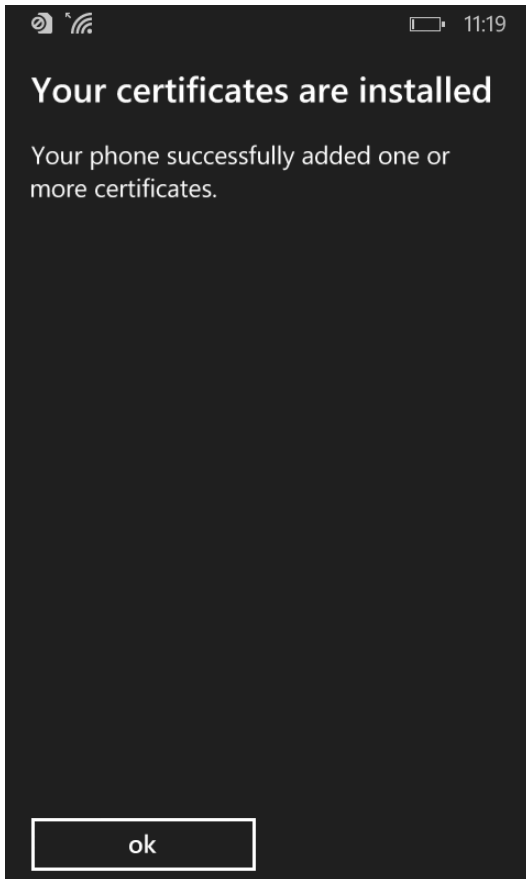 11:19
Your certificates are installed
Your phone successfully added one or
more certificates.
ok